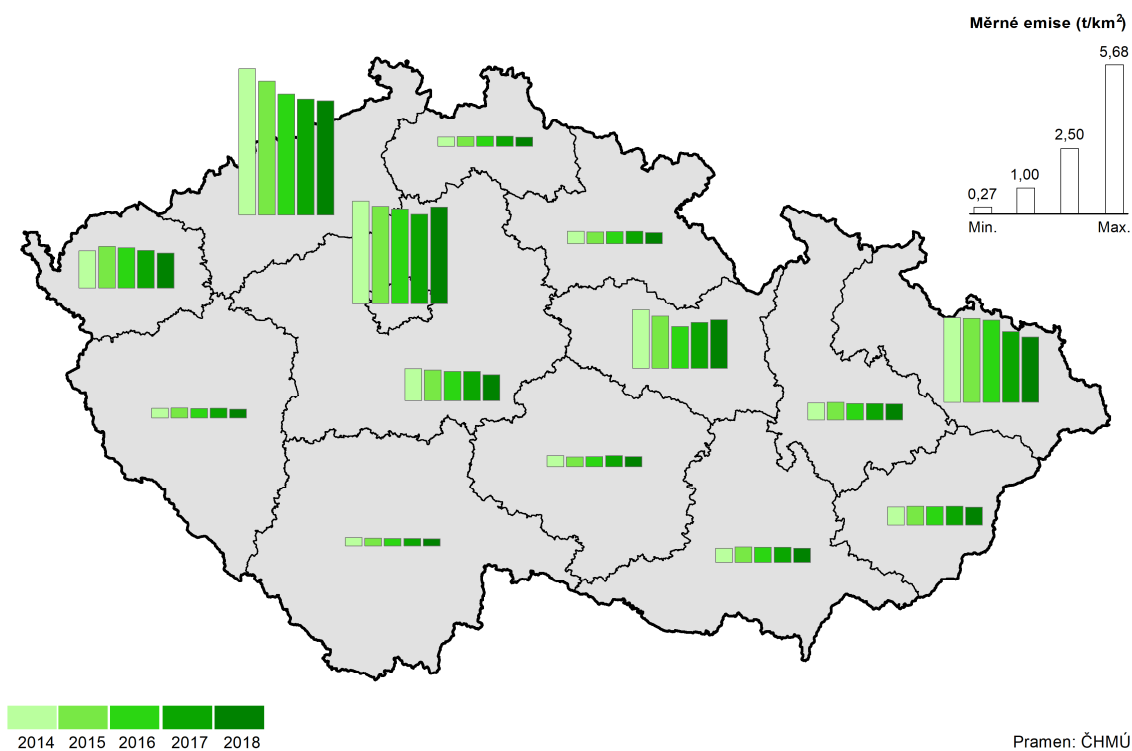 Měrné emise (t/km²)
5,68
2,50
1,00
0,27
Min. Max.
2014 2015 2016 2017 2018
Pramen: ČHMÚ